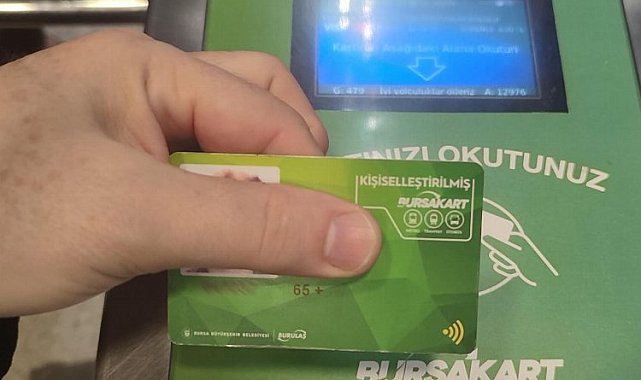 Kartınızı Aşağıdaki Alana Okutun
G: 479 İyi yolculuklar dileriz A: 12976
OKUTUNUZ
KİŞİSELLEŞTİRİLMİŞ
BURSAKART
METRO TRAMVAY OTOBÜS
65 +
BURSA BÜYÜKŞEHİR BELEDİYESİ BURULAŞ
BURSAKART